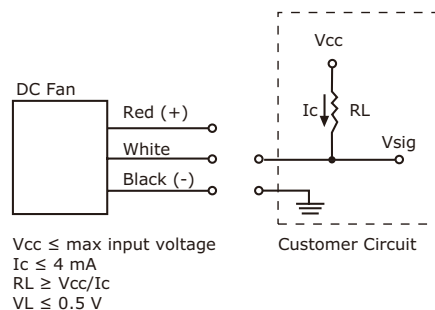 Vcc
DC Fan
Ic
RL
Red (+)
Vsig
White
Black (-)
Vcc ≤ max input voltage
Ic ≤ 4 mA
RL ≥ Vcc/Ic
VL ≤ 0.5 V
Customer Circuit